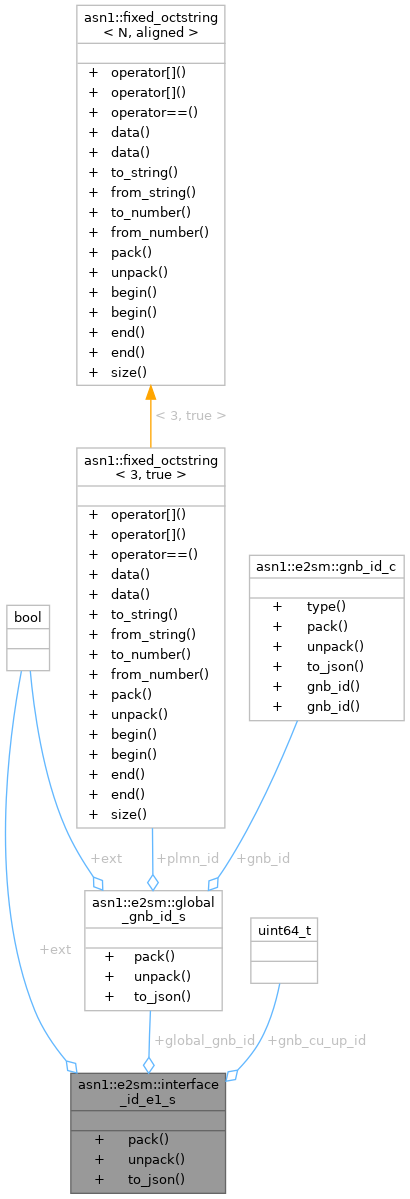 asn1::fixed_octstring
< N, aligned >
+ operator[]()
+ operator[]()
+ operator==()
+ data()
+ data()
+ to_string()
+ from_string()
+ to_number()
+ from_number()
+ pack()
+ unpack()
+ begin()
+ begin()
+ end()
+ end()
+ size()
< 3, true >
asn1::fixed_octstring
< 3, true >
+ operator[]()
+ operator[]()
+ operator==()
+ data()
+ data()
+ to_string()
+ from_string()
+ to_number()
+ from_number()
+ pack()
+ unpack()
+ begin()
+ begin()
+ end()
+ end()
+ size()
asn1::e2sm::gnb_id_c
+ type()
+ pack()
+ unpack()
+ to_json()
+ gnb_id()
+ gnb_id()
bool
+ext
+plmn_id
+gnb_id
asn1::e2sm::global
_gnb_id_s
+ pack()
+ unpack()
+ to_json()
uint64_t
+ext
+global_gnb_id
+gnb_cu_up_id
asn1::e2sm::interface
_id_e1_s
+ pack()
+ unpack()
+ to_json()